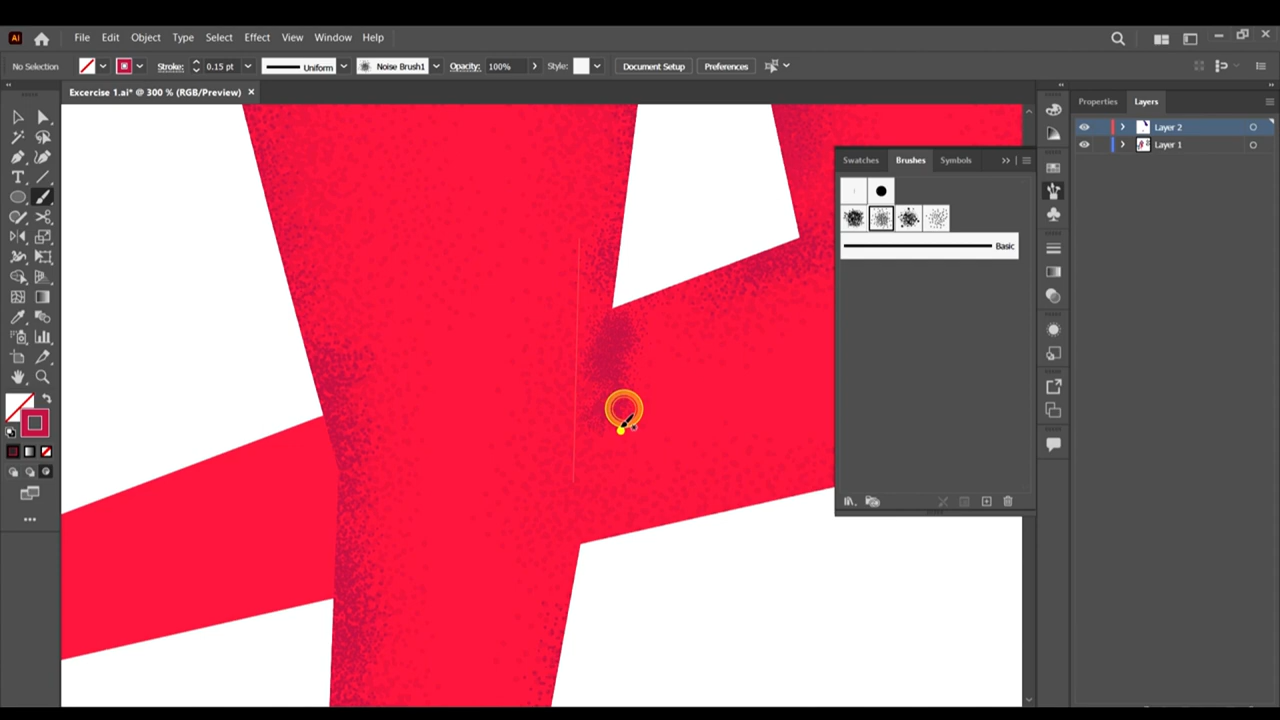 Ai File Edit Object Type Select Effect View Window Help
No Selection Stroke: 0.15 pt Uniform Noise Brush1 Opacity: 100% Style: Document Setup Preferences
Excercise 1.ai* @ 300 % (RGB/Preview) ×
Properties Layers
Layer 2
Layer 1
Swatches Brushes Symbols
Basic